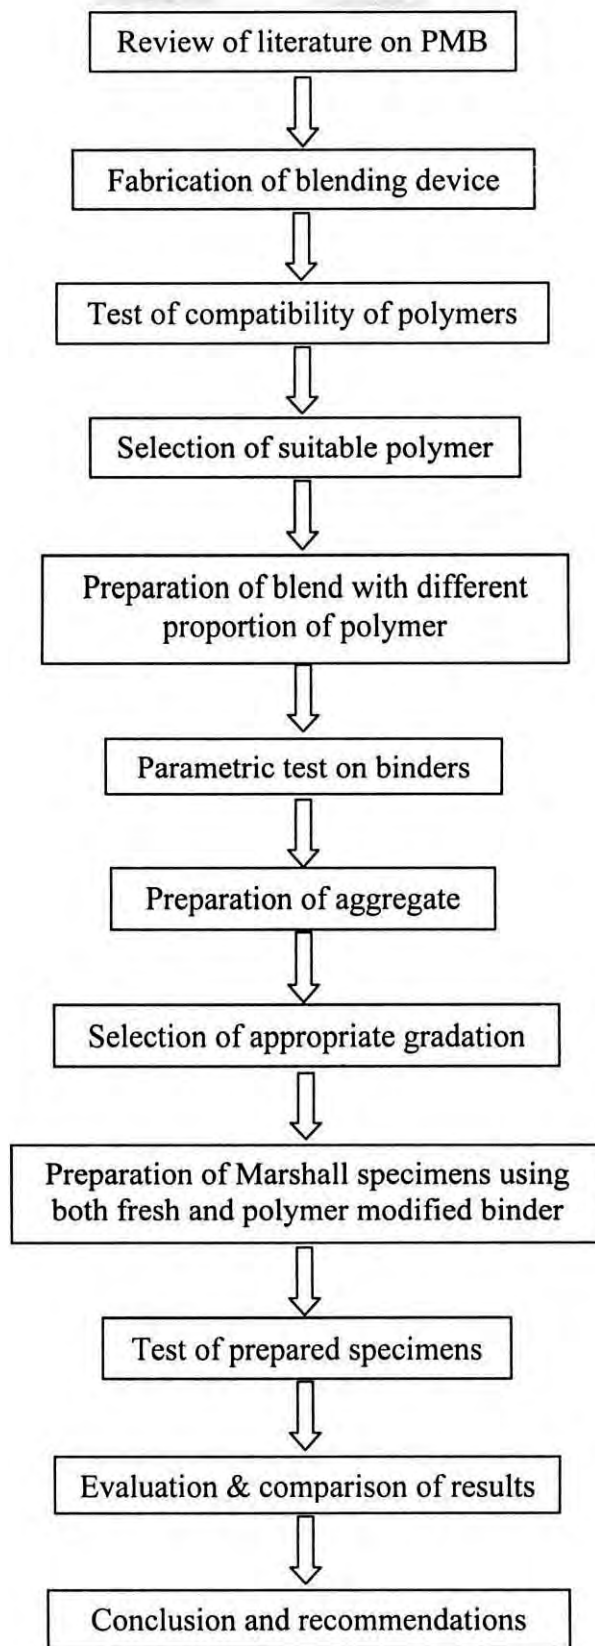 Review of literature on PMB
Fabrication of blending device
Test of compatibility of polymers
Selection of suitable polymer
Preparation of blend with different
proportion of polymer
Parametric test on binders
Preparation of aggregate
Selection of appropriate gradation
Preparation of Marshall specimens using
both fresh and polymer modified binder
Test of prepared specimens
Evaluation & comparison of results
Conclusion and recommendations